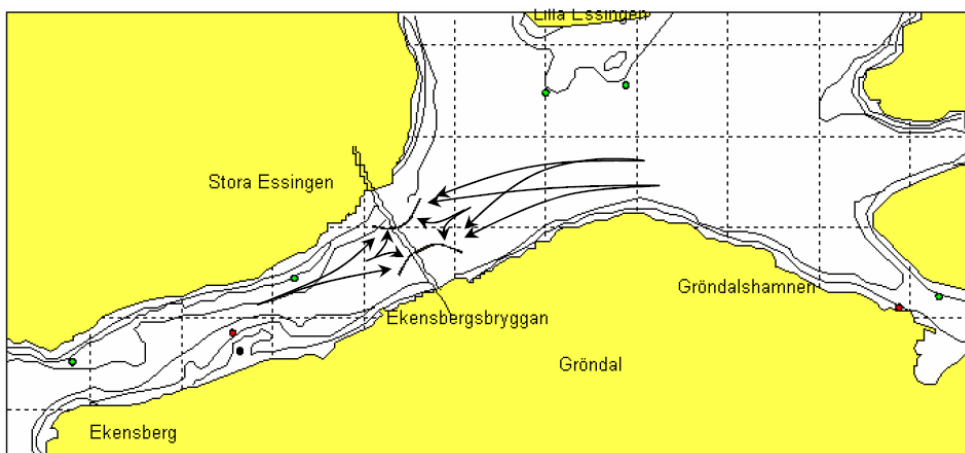 Lilla Essingen
Stora Essingen
Gröndalshamnen
Ekensbergsbryggan
Gröndal
Ekensberg